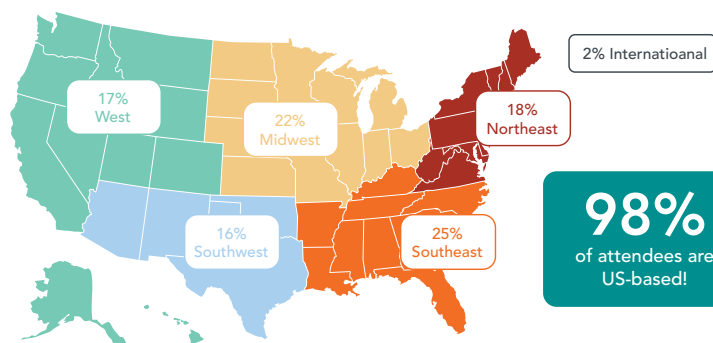 2% Internatioanal
17%
West
22%
Midwest
18%
Northeast
16%
Southwest
25%
Southeast
98%
of attendees are
US-based!